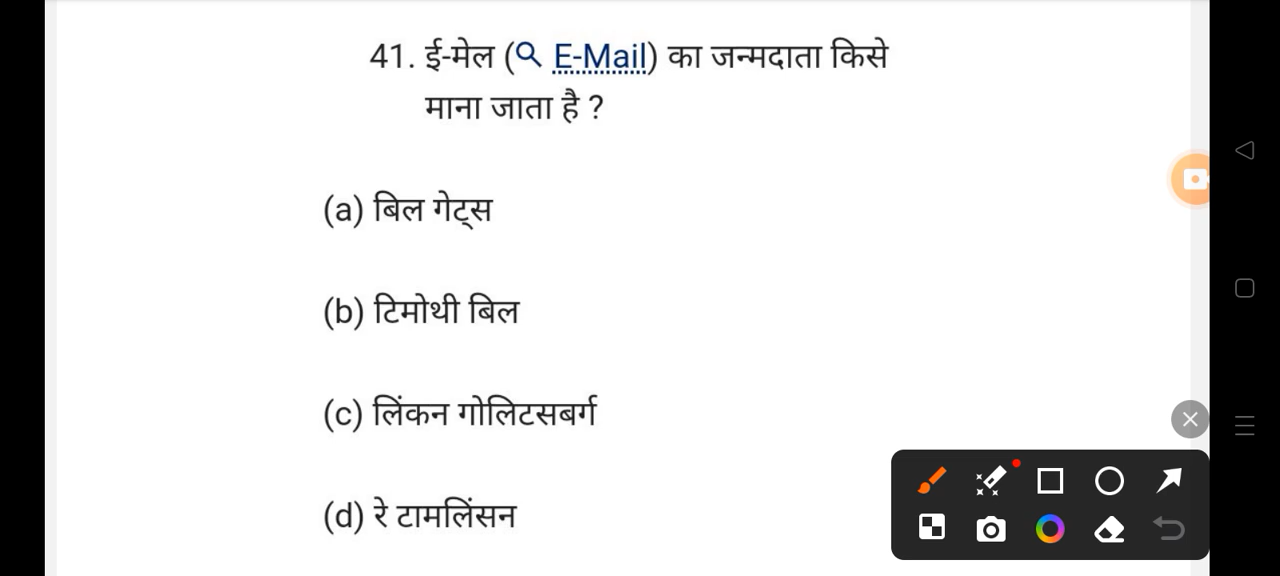 41. ई-मेल (E-Mail) का जन्मदाता किसे
माना जाता है ?
(a) बिल गेट्स
(b) टिमोथी बिल
(c) लिंकन गोलिटसबर्ग
(d) रे टामलिंसन